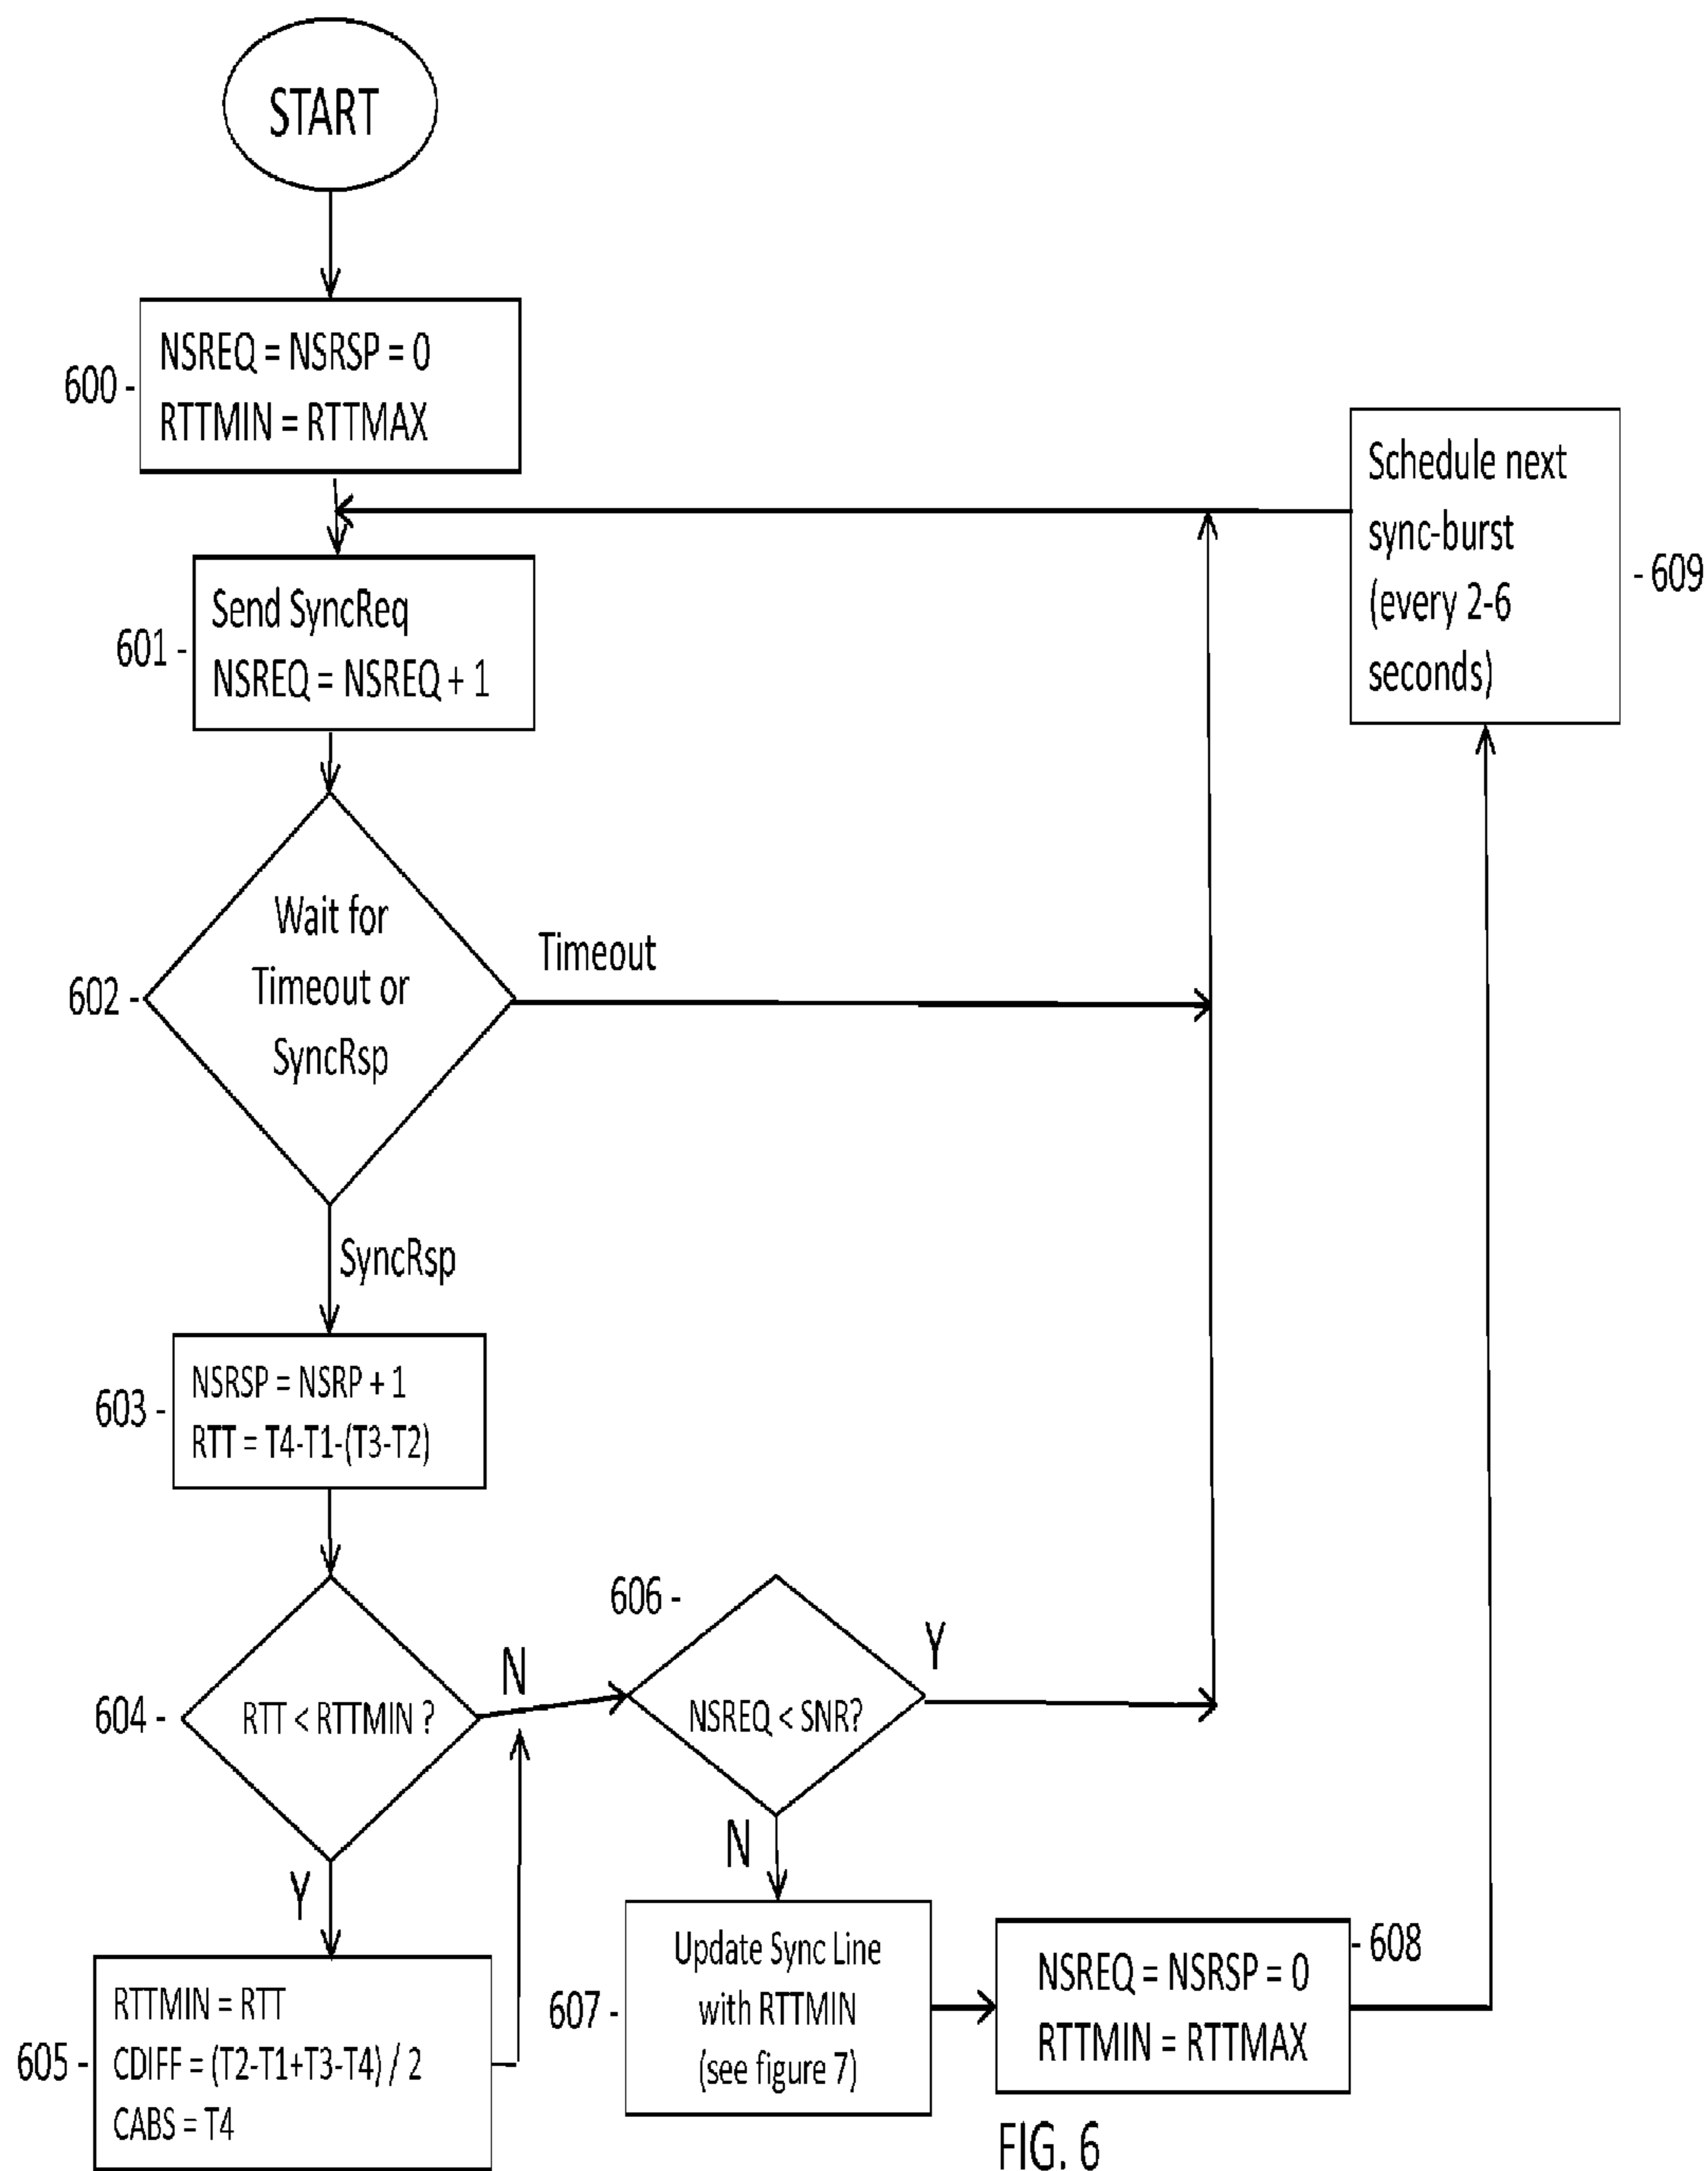 START
600 -
NSREQ = NSRSP = 0
RTTMIN = RTTMAX
Schedule next
sync-burst
(every 2-6
seconds)
- 609
601 -
Send SyncReq
NSREQ = NSREQ + 1
602 -
Wait for
Timeout or
SyncRsp
Timeout
SyncRsp
603 -
NSRSP = NSRP + 1
RTT = T4-T1-(T3-T2)
604 -
RTT < RTTMIN ?
N
Y
606 -
NSREQ < SNR?
Y
N
605 -
RTTMIN = RTT
CDIFF = (T2-T1+T3-T4) / 2
CABS = T4
607 -
Update Sync Line
with RTTMIN
(see figure 7)
- 608
NSREQ = NSRSP = 0
RTTMIN = RTTMAX
FIG. 6